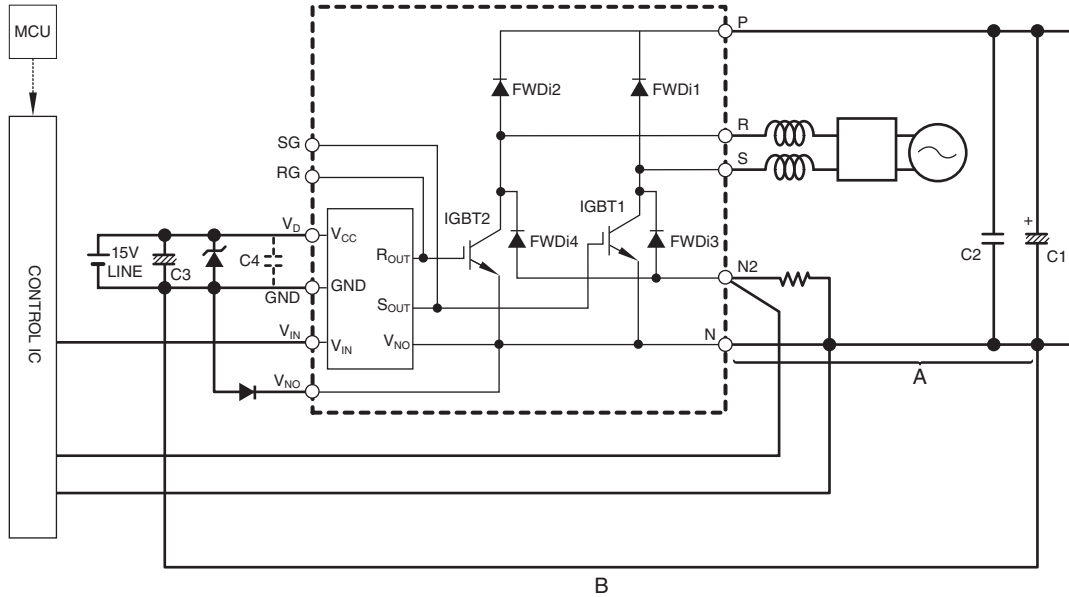 MCU
CONTROL IC
P
FWDi2
FWDi1
R
S
SG
RG
IGBT2
IGBT1
V_D
V_CC
15V
LINE
C3
C4
R_OUT
FWDi4
FWDi3
N2
C2
+
C1
GND
GND
S_OUT
V_IN
V_IN
V_NO
N
A
V_NO
B